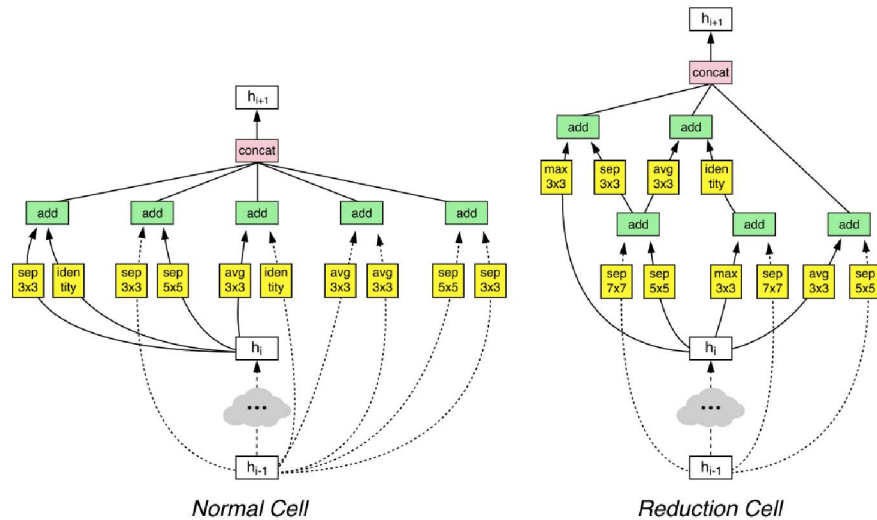 h_{i+1}
concat
add add add add add
sep 3x3 iden tity sep 3x3 sep 5x5 avg 3x3 iden tity avg 3x3 avg 3x3 sep 5x5 sep 3x3
h_i
...
h_{i-1}
Normal Cell
h_{i+1}
concat
add add
max 3x3 sep 3x3 avg 3x3 iden tity
add add add
sep 7x7 sep 5x5 max 3x3 sep 7x7 avg 3x3 sep 5x5
h_i
...
h_{i-1}
Reduction Cell